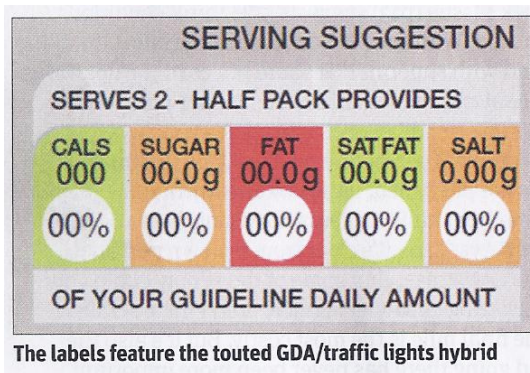 SERVING SUGGESTION
SERVES 2 - HALF PACK PROVIDES
CALS SUGAR FAT SAT FAT SALT
000 00.0g 00.0g 00.0g 0.00g
00% 00% 00% 00% 00%
OF YOUR GUIDELINE DAILY AMOUNT
The labels feature the touted GDA/traffic lights hybrid